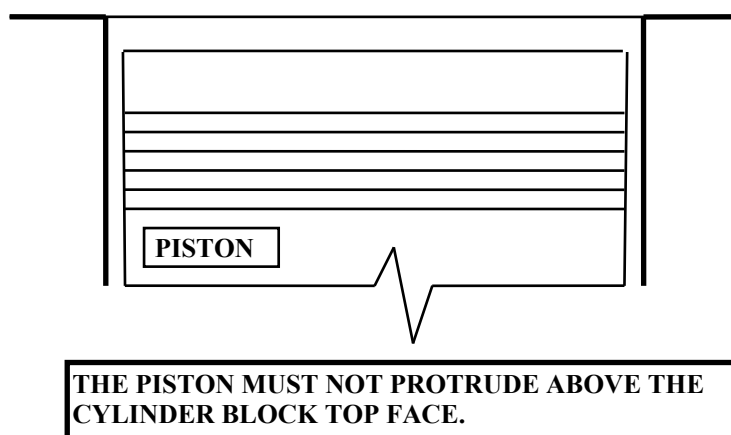 PISTON
THE PISTON MUST NOT PROTRUDE ABOVE THE
CYLINDER BLOCK TOP FACE.